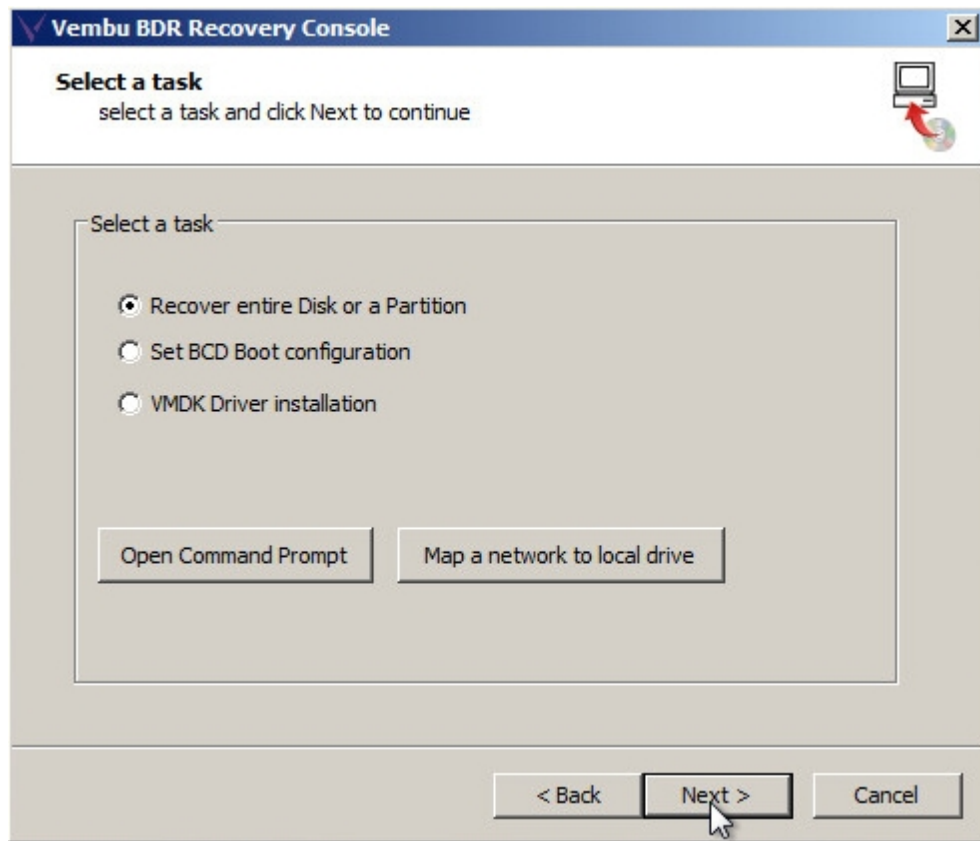 Vembu BDR Recovery Console
Select a task
select a task and click Next to continue
Select a task
Recover entire Disk or a Partition
Set BCD Boot configuration
VMDK Driver installation
Open Command Prompt
Map a network to local drive
< Back
Next >
Cancel